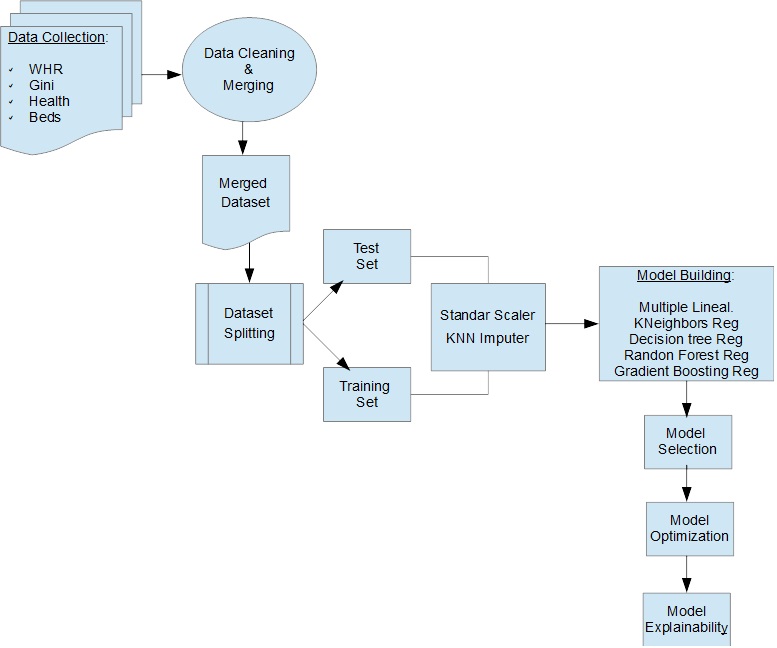 Data Collection:
✓ WHR
✓ Gini
✓ Health
✓ Beds
Data Cleaning
&
Merging
Merged
Dataset
Dataset
Splitting
Test
Set
Training
Set
Standar Scaler
KNN Imputer
Model Building:
Multiple Lineal.
KNeighbors Reg
Decision tree Reg
Randon Forest Reg
Gradient Boosting Reg
Model
Selection
Model
Optimization
Model
Explainability